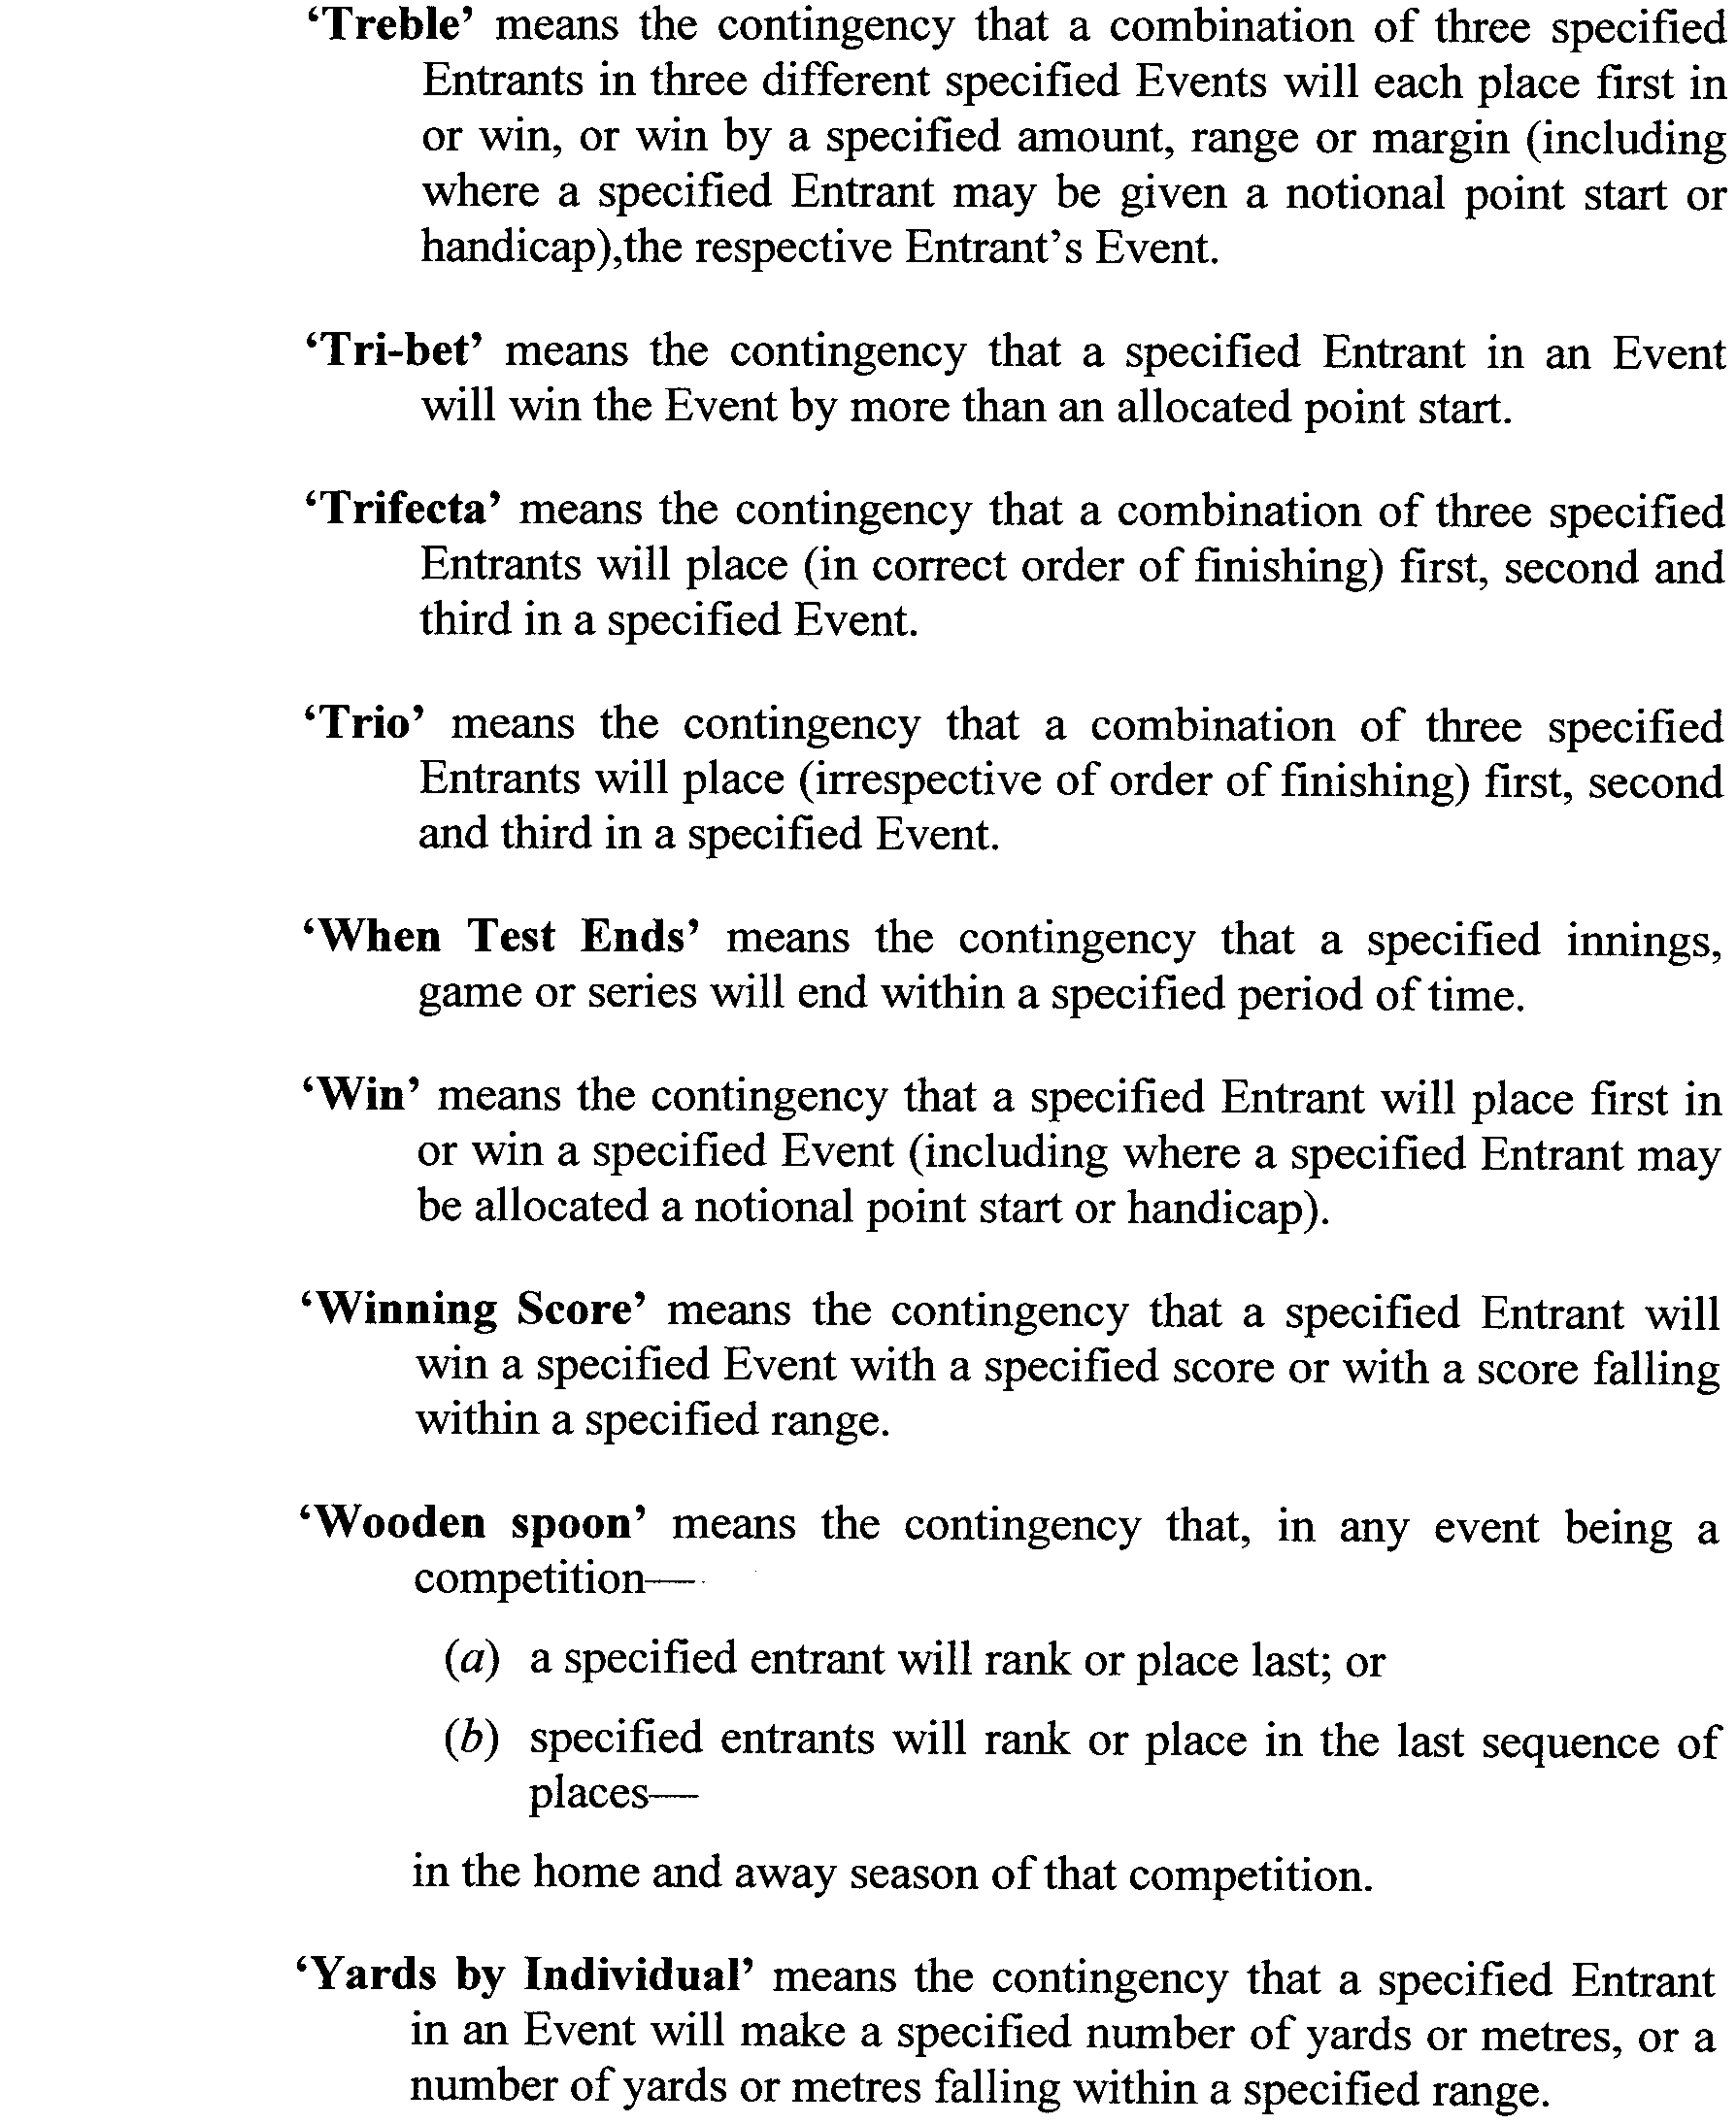 ‘Treble’ means the contingency that a combination of three specified
Entrants in three different specified Events will each place first in
or win, or win by a specified amount, range or margin (including
where a specified Entrant may be given a notional point start or
handicap),the respective Entrant’s Event.
‘Tri-bet’ means the contingency that a specified Entrant in an Event
will win the Event by more than an allocated point start.
‘Trifecta’ means the contingency that a combination of three specified
Entrants will place (in correct order of finishing) first, second and
third in a specified Event.
‘Trio’ means the contingency that a combination of three specified
Entrants will place (irrespective of order of finishing) first, second
and third in a specified Event.
‘When Test Ends’ means the contingency that a specified innings,
game or series will end within a specified period of time.
‘Win’ means the contingency that a specified Entrant will place first in
or win a specified Event (including where a specified Entrant may
be allocated a notional point start or handicap).
‘Winning Score’ means the contingency that a specified Entrant will
win a specified Event with a specified score or with a score falling
within a specified range.
‘Wooden spoon’ means the contingency that, in any event being a
competition—
(a) a specified entrant will rank or place last; or
(b) specified entrants will rank or place in the last sequence of
places—
in the home and away season of that competition.
‘Yards by Individual’ means the contingency that a specified Entrant
in an Event will make a specified number of yards or metres, or a
number of yards or metres falling within a specified range.